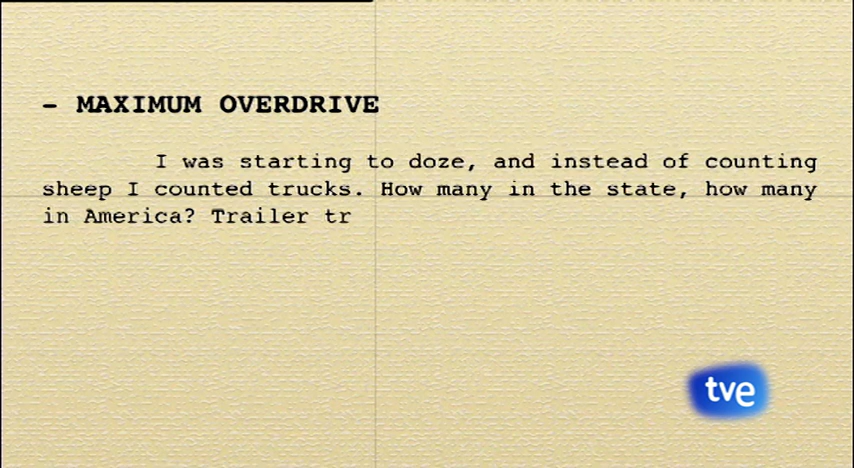 - MAXIMUM OVERDRIVE
I was starting to doze, and instead of counting
sheep I counted trucks. How many in the state, how many
in America? Trailer tr
tve